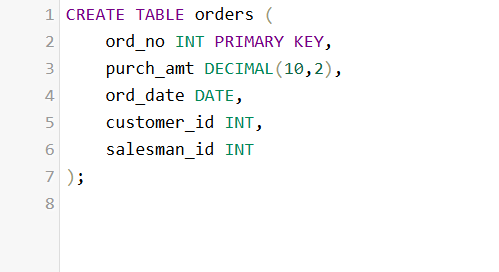 1 CREATE TABLE orders (
2 ord_no INT PRIMARY KEY,
3 purch_amt DECIMAL(10,2),
4 ord_date DATE,
5 customer_id INT,
6 salesman_id INT
7 );
8